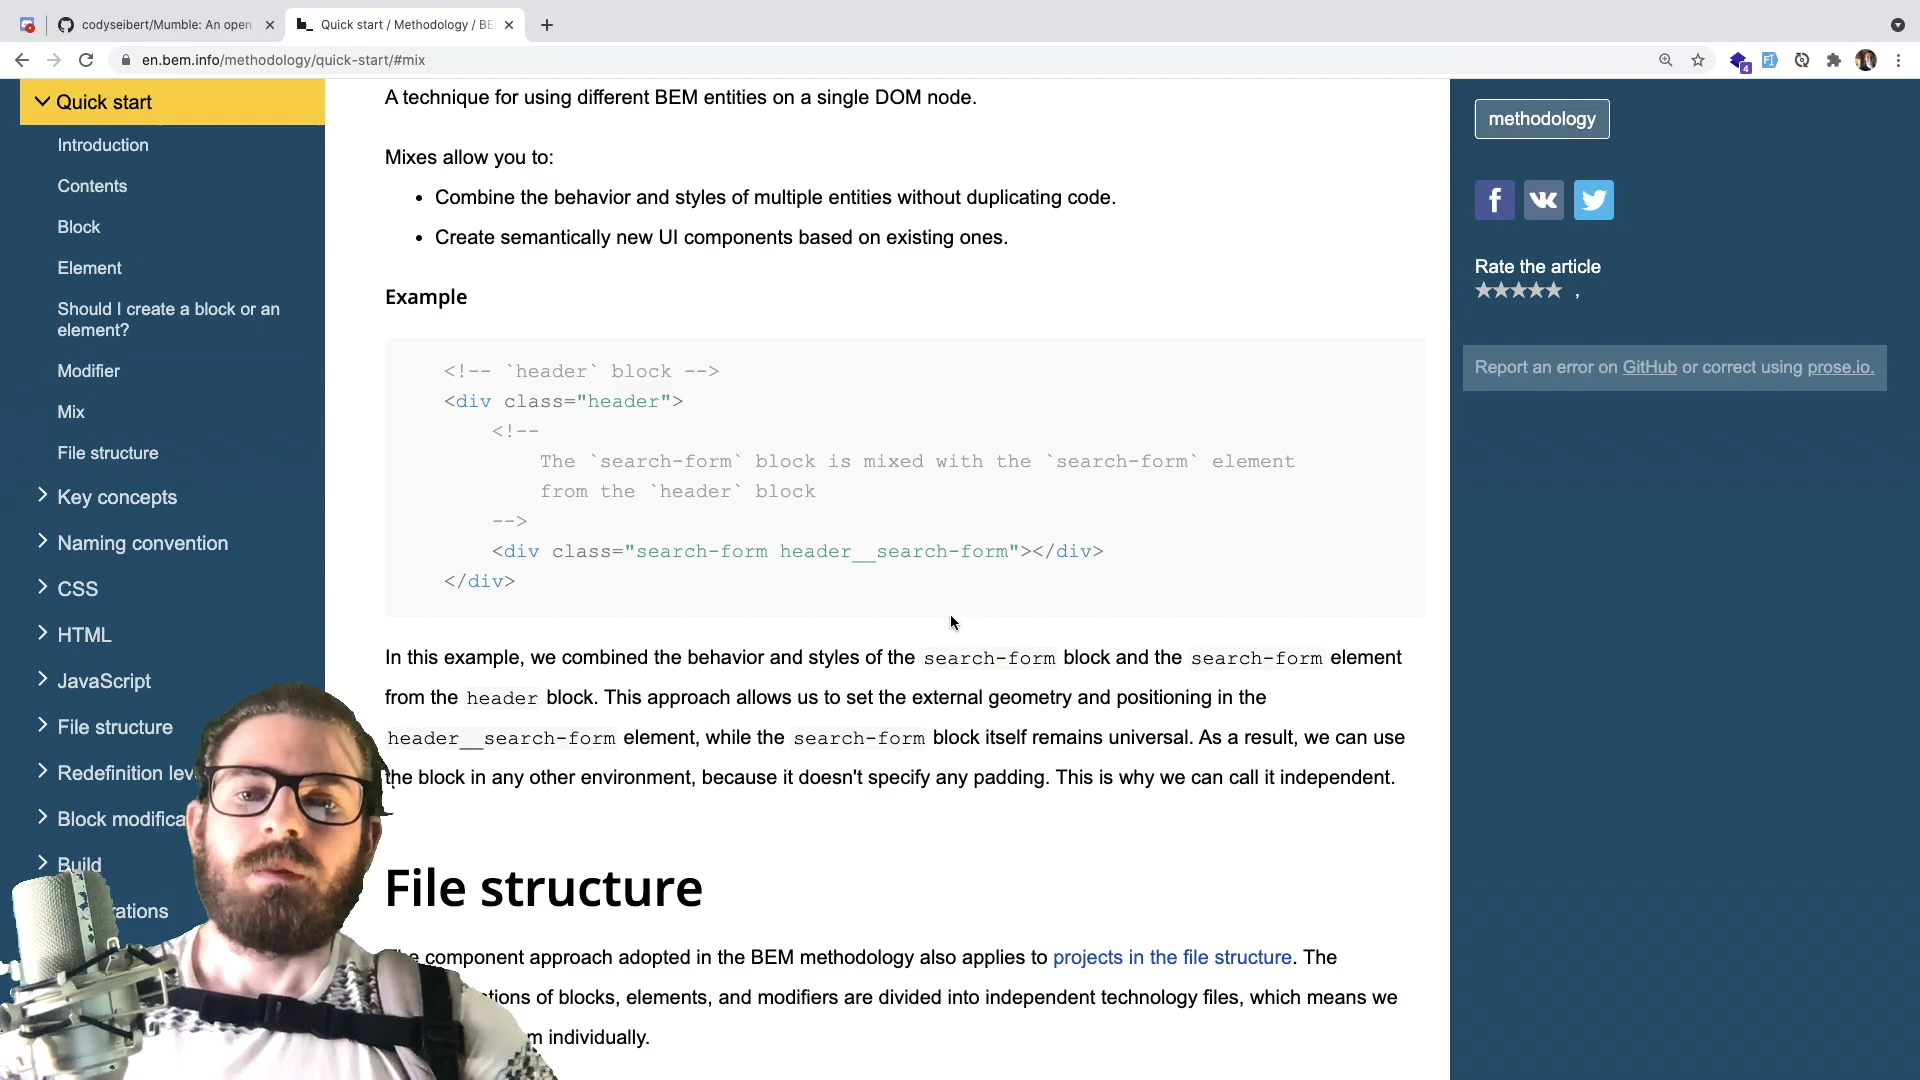 codyseibert/Mumble: An open
Quick start / Methodology / BE
en.bem.info/methodology/quick-start/#mix
4
Quick start
Introduction
Contents
Block
Element
Should I create a block or an
element?
Modifier
Mix
File structure
Key concepts
Naming convention
CSS
HTML
JavaScript
File structure
Redefinition lev
Block modifica
Build
rations
A technique for using different BEM entities on a single DOM node.
Mixes allow you to:
• Combine the behavior and styles of multiple entities without duplicating code.
• Create semantically new UI components based on existing ones.
Example
<!-- `header` block -->
<div class="header">
<!--
The `search-form` block is mixed with the `search-form` element
from the `header` block
-->
<div class="search-form header__search-form"></div>
</div>
In this example, we combined the behavior and styles of the search-form block and the search-form element
from the header block. This approach allows us to set the external geometry and positioning in the
header__search-form element, while the search-form block itself remains universal. As a result, we can use
the block in any other environment, because it doesn't specify any padding. This is why we can call it independent.
File structure
component approach adopted in the BEM methodology also applies to projects in the file structure. The
tions of blocks, elements, and modifiers are divided into independent technology files, which means we
m individually.
methodology
Rate the article
★★★★★ ,
Report an error on GitHub or correct using prose.io.